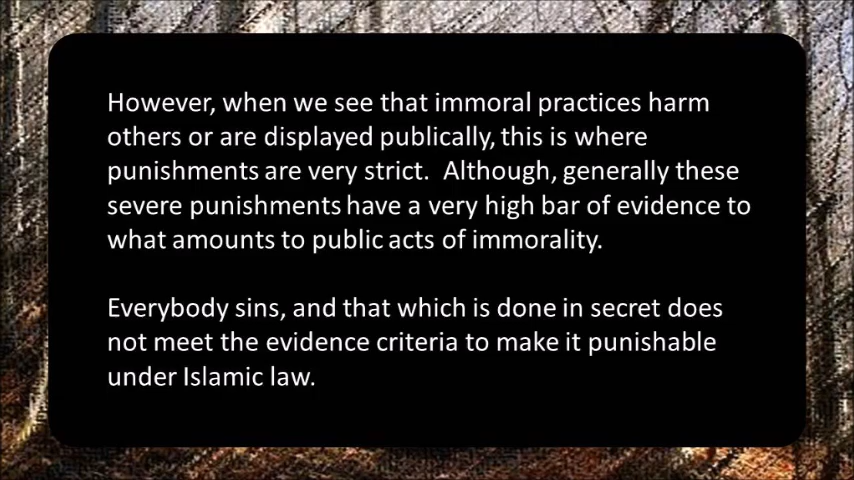 However, when we see that immoral practices harm
others or are displayed publically, this is where
punishments are very strict.  Although, generally these
severe punishments have a very high bar of evidence to
what amounts to public acts of immorality.
Everybody sins, and that which is done in secret does
not meet the evidence criteria to make it punishable
under Islamic law.